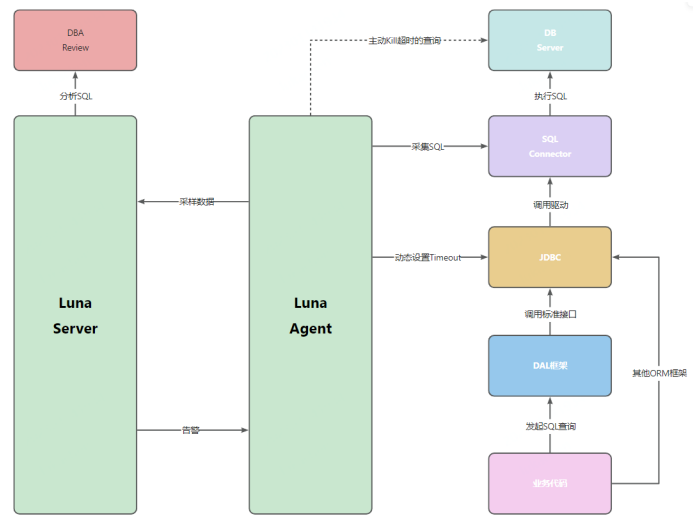 DBA
Review
主动Kill超时的查询
DB
Server
分析SQL
执行SQL
采集SQL
SQL
Connector
采样数据
调用驱动
动态设置Timeout
JDBC
Luna
Server
Luna
Agent
调用标准接口
DAL框架
其他ORM框架
告警
发起SQL查询
业务代码